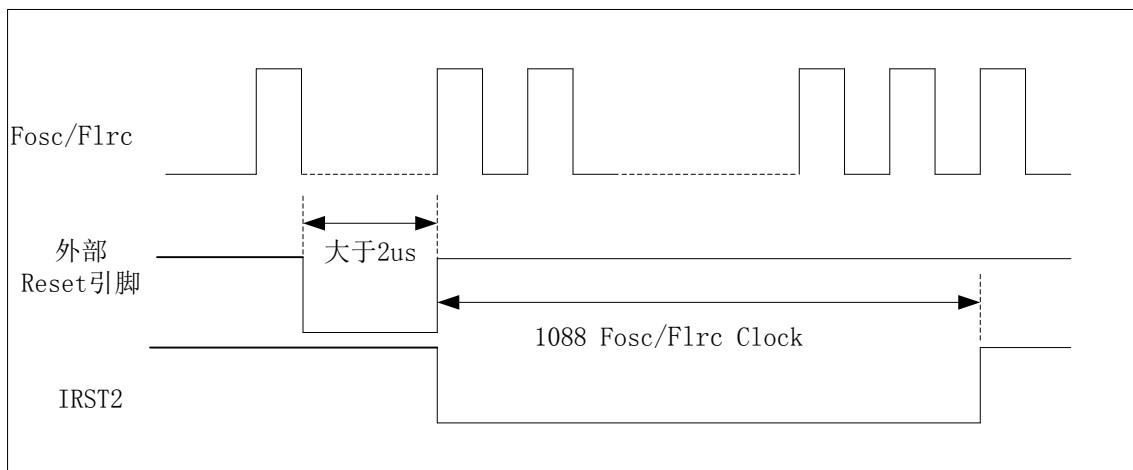 Fosc/Flrc
外部
Reset引脚
大于2us
1088 Fosc/Flrc Clock
IRST2